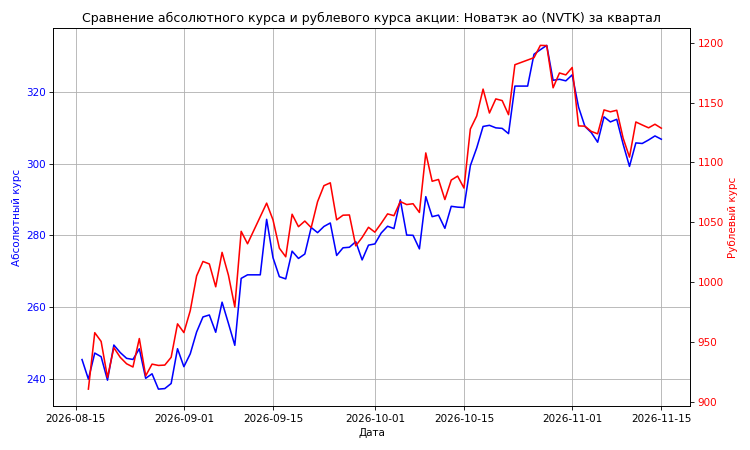 Сравнение абсолютного курса и рублевого курса акции: Новатэк ао (NVTK) за квартал
Абсолютный курс
320
300
280
260
240
1200
1150
1100
1050
1000
950
900
Рублевый курс
2026-08-15 2026-09-01 2026-09-15 2026-10-01 2026-10-15 2026-11-01 2026-11-15
Дата